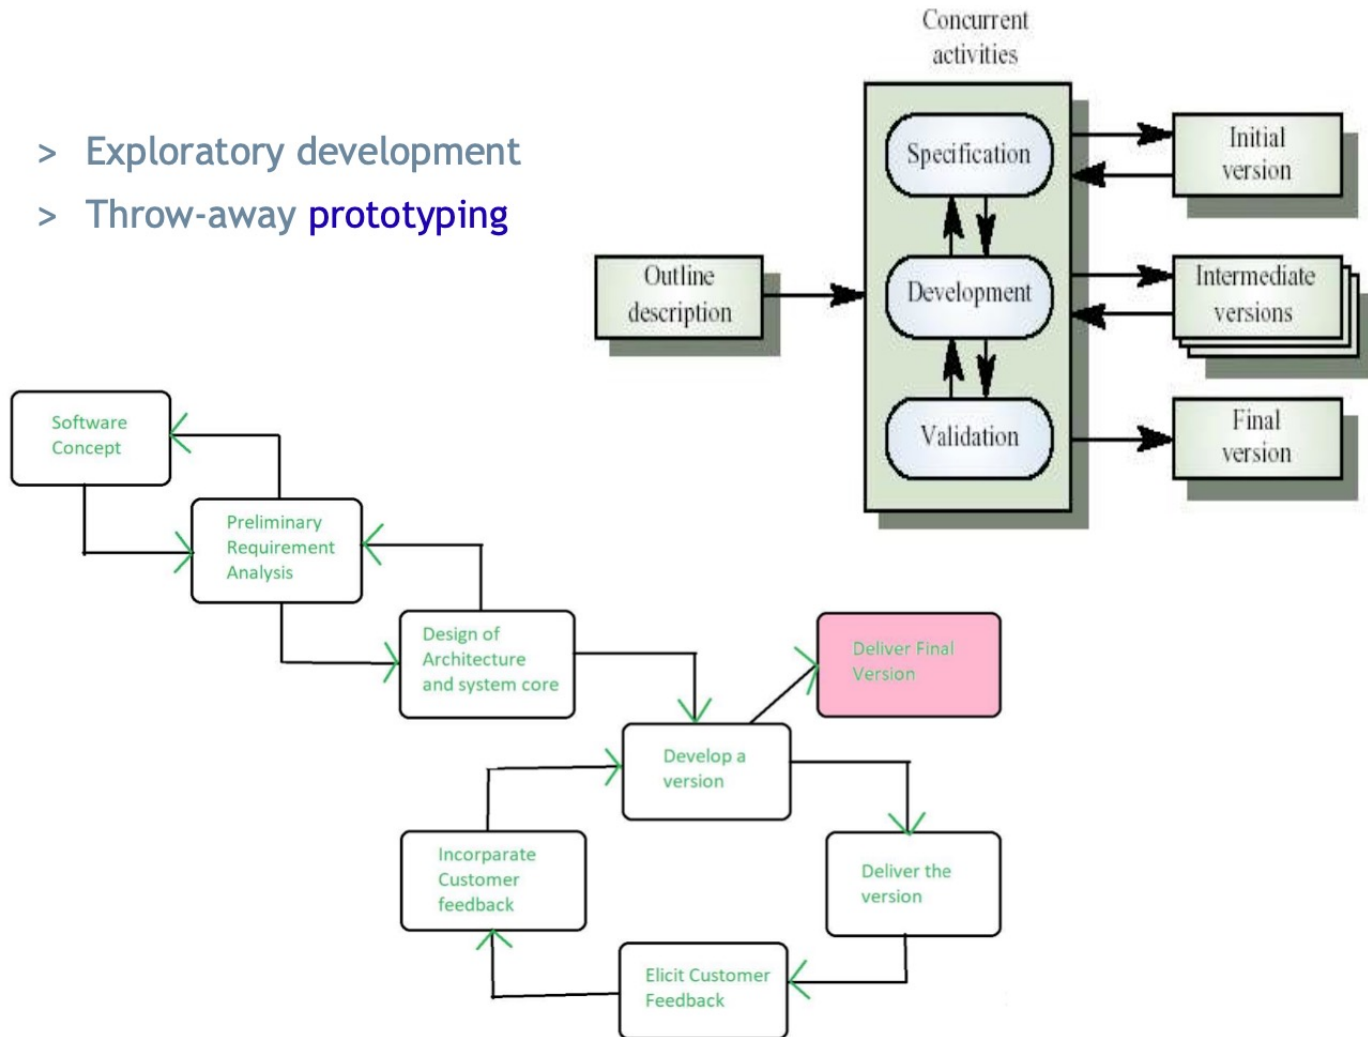 > Exploratory development
> Throw-away prototyping
Concurrent
activities
Specification
Development
Validation
Outline
description
Initial
version
Intermediate
versions
Final
version
Software
Concept
Preliminary
Requirement
Analysis
Design of
Architecture
and system core
Deliver Final
Version
Develop a
version
Incorparate
Customer
feedback
Deliver the
version
Elicit Customer
Feedback